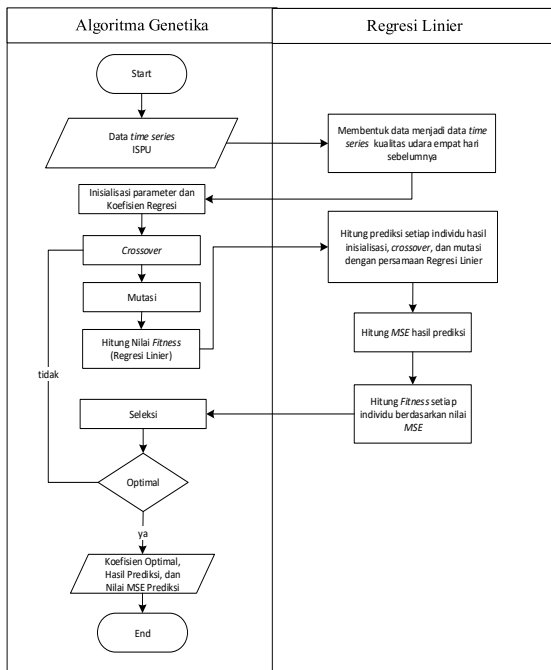 Algoritma Genetika
Regresi Linier
Start
Data time series
ISPU
Membentuk data menjadi data time
series kualitas udara empat hari
sebelumnya
Inisialisasi parameter dan
Koefisien Regresi
Crossover
Mutasi
Hitung Nilai Fitness
(Regresi Linier)
Hitung prediksi setiap individu hasil
inisialisasi, crossover, dan mutasi
dengan persamaan Regresi Linier
Hitung MSE hasil prediksi
Hitung Fitness setiap
individu berdasarkan nilai
MSE
tidak
Seleksi
Optimal
ya
Koefisien Optimal,
Hasil Prediksi, dan
Nilai MSE Prediksi
End